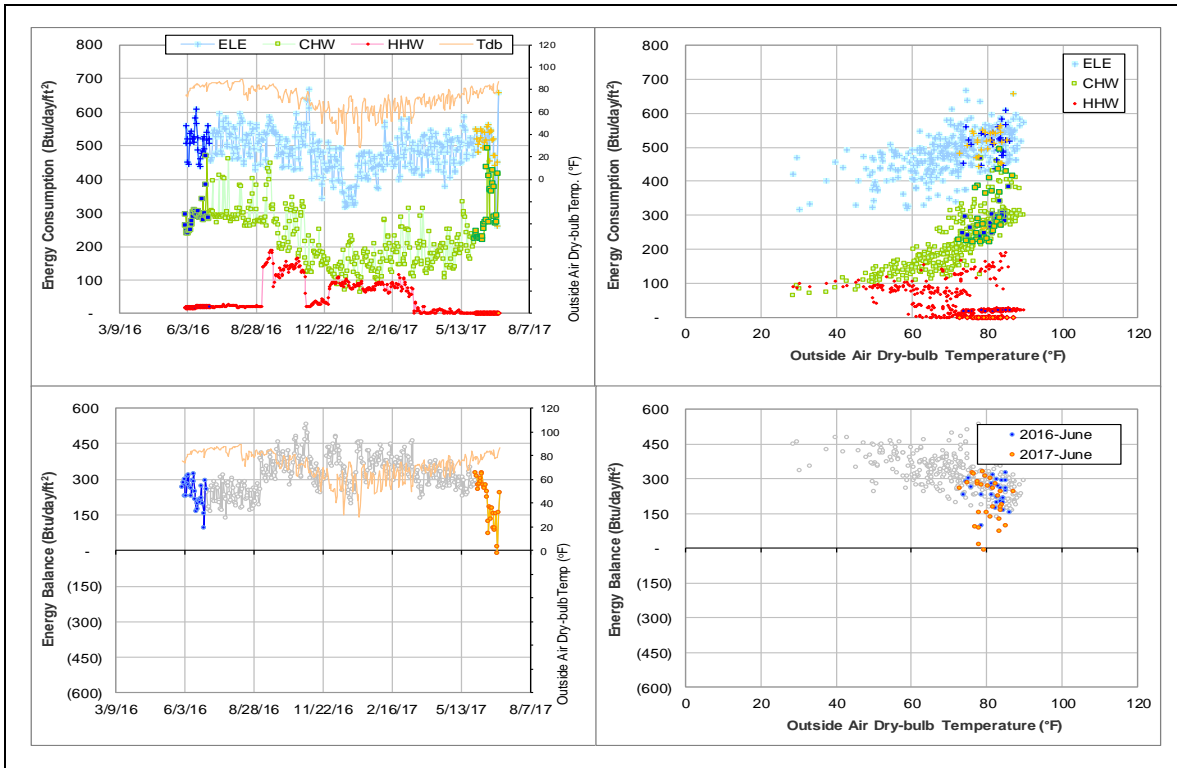 ELE CHW HHW Tdb
800
700
600
500
400
300
200
100
-
120
100
80
60
40
20
0
3/9/16 6/3/16 8/28/16 11/22/16 2/16/17 5/13/17 8/7/17
Energy Consumption (Btu/day/ft²)
Outside Air Dry-bulb Temp. (°F)
ELE
CHW
HHW
800
700
600
500
400
300
200
100
-
0 20 40 60 80 100 120
Energy Consumption (Btu/day/ft²)
Outside Air Dry-bulb Temperature (°F)
600
450
300
150
-
(150)
(300)
(450)
(600)
120
100
80
60
40
20
0
3/9/16 6/3/16 8/28/16 11/22/16 2/16/17 5/13/17 8/7/17
Energy Balance (Btu/day/ft²)
Outside Air Dry-bulb Temp (°F)
2016-June
2017-June
600
450
300
150
-
(150)
(300)
(450)
(600)
0 20 40 60 80 100 120
Energy Balance (Btu/day/ft²)
Outside Air Dry-bulb Temperature (°F)